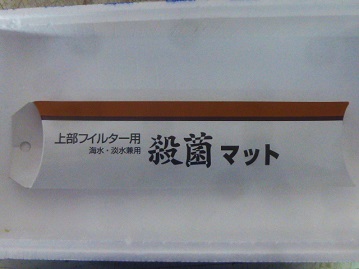 上部フィルター用
海水・淡水兼用
殺菌マット